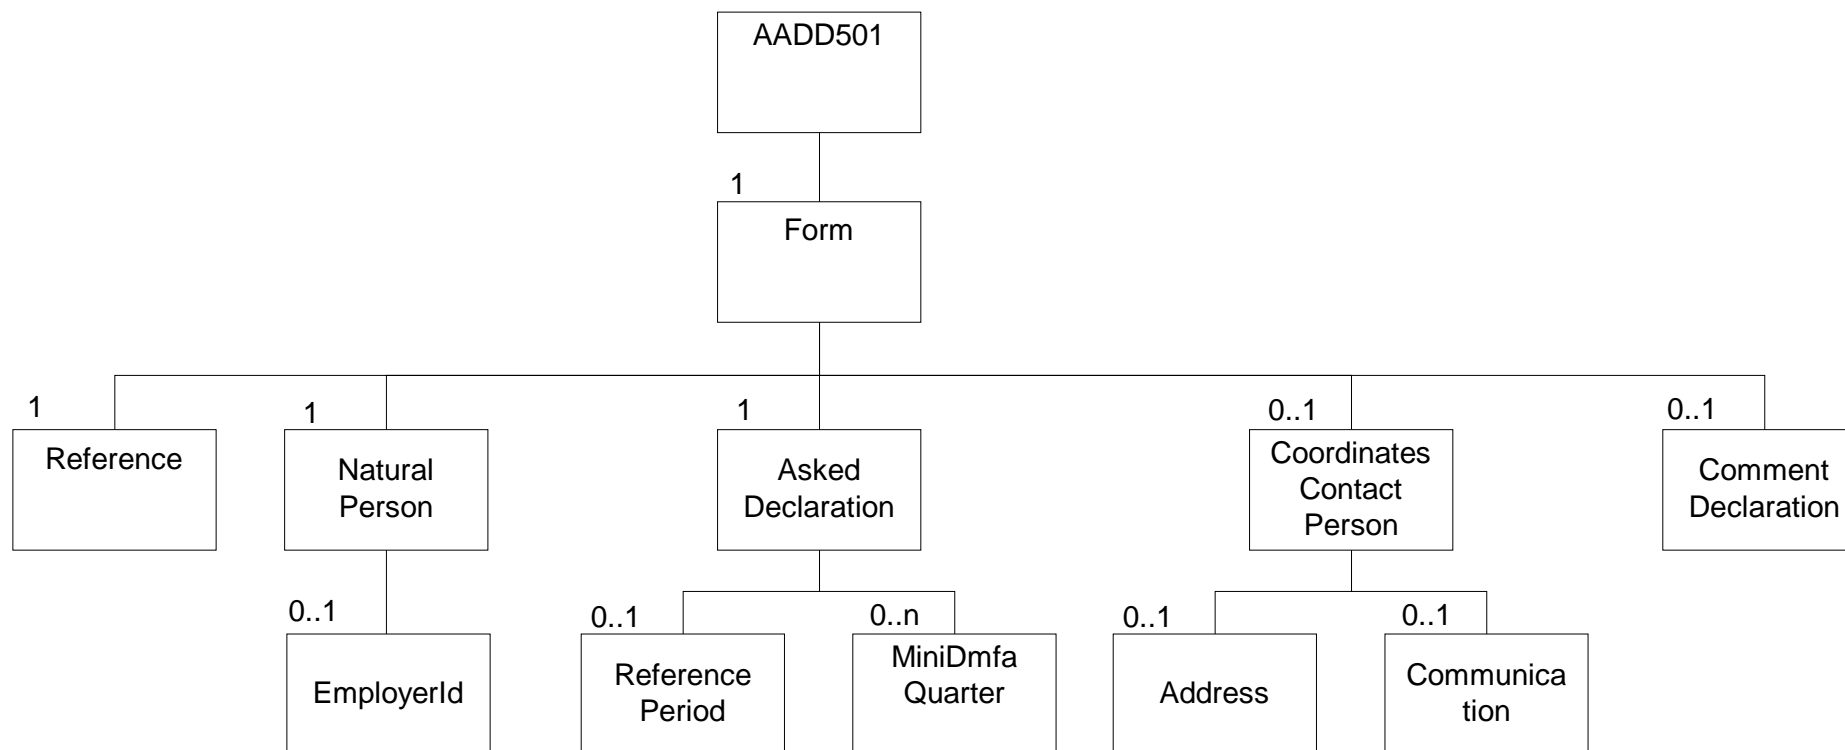 AADD501
1
Form
1
1
1
0..1
0..1
Reference
Natural
Person
Asked
Declaration
Coordinates
Contact
Person
Comment
Declaration
0..1
0..1
0..n
0..1
0..1
EmployerId
Reference
Period
MiniDmfa
Quarter
Address
Communica
tion